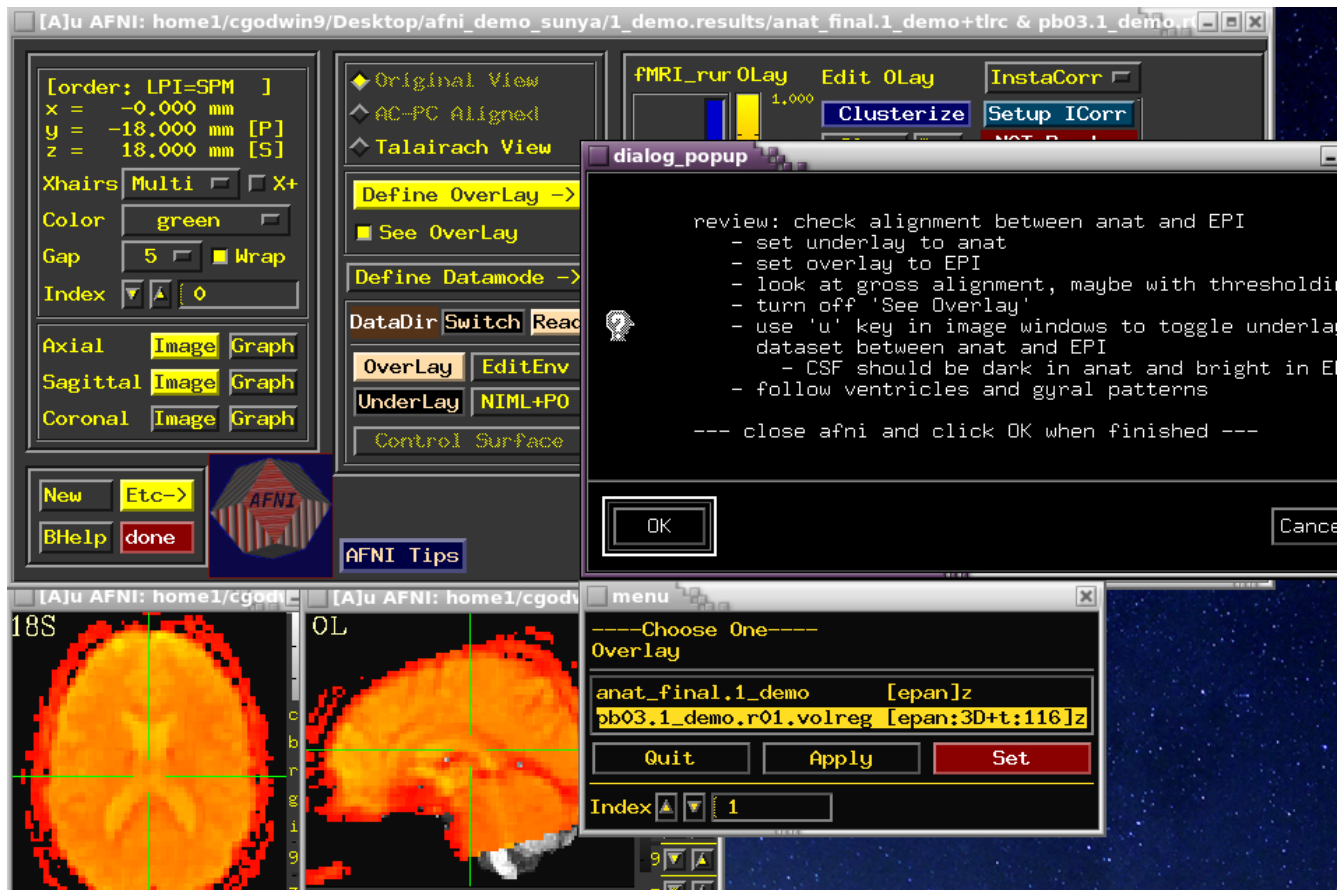 [A]u AFNI: home1/cgodwin9/Desktop/afni_demo_sunya/1_demo.results/anat_final.1_demo+tlrc & pb03.1_demo.r
[order: LPI=SPM ]
x = -0.000 mm
y = -18.000 mm [P]
z = 18.000 mm [S]
Xhairs Multi X+
Color green
Gap 5 Wrap
Index 0
Axial Image Graph
Sagittal Image Graph
Coronal Image Graph
New Etc->
BHelp done
AFNI
Original View
AC-PC Aligned
Talairach View
Define OverLay ->
See OverLay
Define Datamode ->
DataDir Switch Read
OverLay EditEnv
UnderLay NIML+PO
Control Surface
AFNI Tips
fMRI_rur OLay Edit OLay InstaCorr
1.000 Clusterize Setup ICorr
dialog_popup
review: check alignment between anat and EPI
- set underlay to anat
- set overlay to EPI
- look at gross alignment, maybe with thresholdin
- turn off 'See Overlay'
- use 'u' key in image windows to toggle underlay
dataset between anat and EPI
- CSF should be dark in anat and bright in E
- follow ventricles and gyral patterns
--- close afni and click OK when finished ---
OK Cance
[A]u AFNI: home1/cgodw
18S
c
b
r
g
i
9
[A]u AFNI: home1/cgodw
OL
9
menu
----Choose One----
Overlay
anat_final.1_demo [epan]z
pb03.1_demo.r01.volreg [epan:3D+t:116]z
Quit Apply Set
Index 1